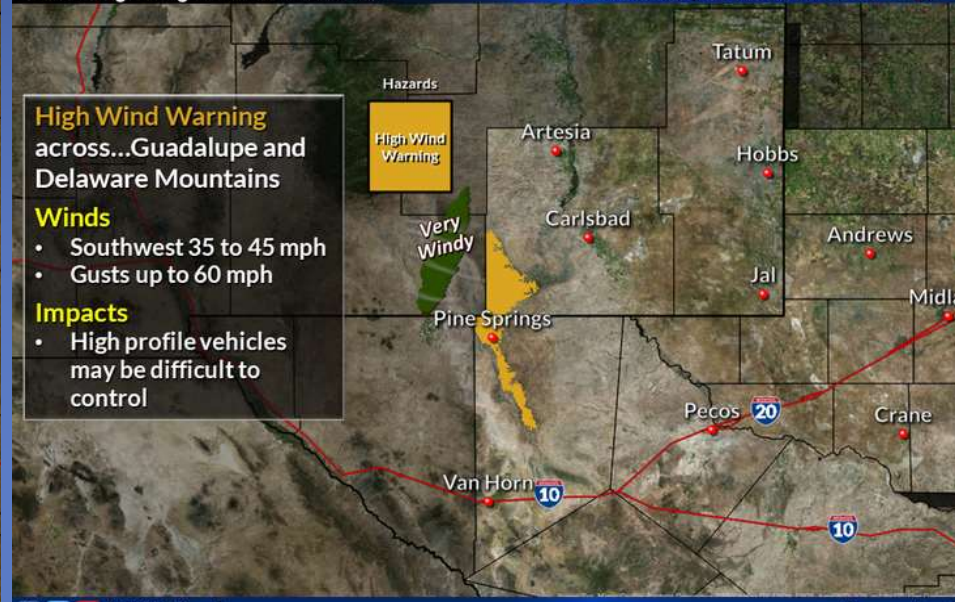 High Wind Warning
across...Guadalupe and
Delaware Mountains
Winds
• Southwest 35 to 45 mph
• Gusts up to 60 mph
Impacts
• High profile vehicles
may be difficult to
control
Hazards
High Wind
Warning
Very
Windy
Tatum
Artesia
Hobbs
Carlsbad
Andrews
Jal
Midla
Pine Springs
Pecos
20
Crane
Van Horn
10
10